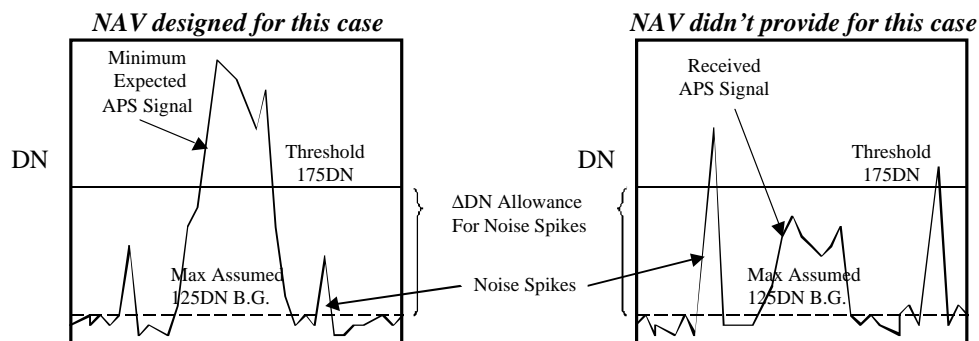 NAV designed for this case
NAV didn't provide for this case
Minimum
Expected
APS Signal
DN
Threshold
175DN
Max Assumed
125DN B.G.
ΔDN Allowance
For Noise Spikes
Noise Spikes
Received
APS Signal
DN
Threshold
175DN
Max Assumed
125DN B.G.